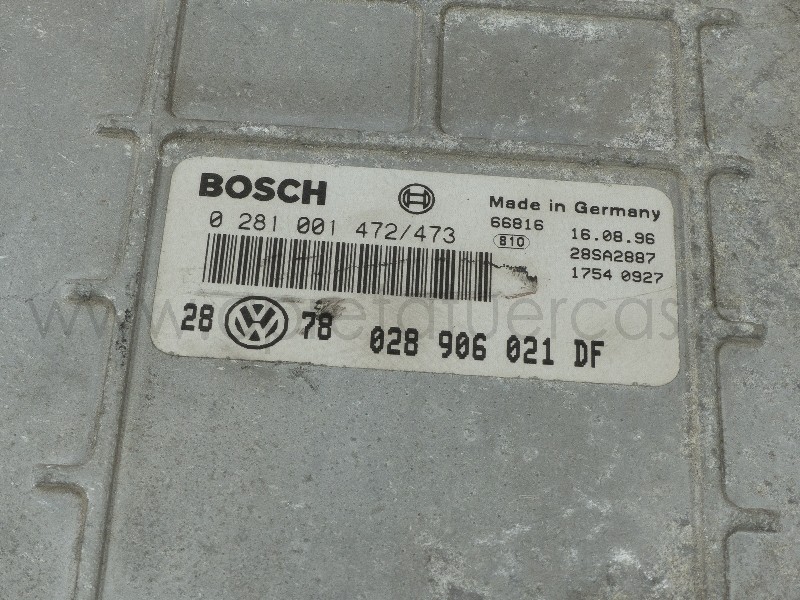 BOSCH
Made in Germany
0 281 001 472/473
66816 16.08.96
B10 28SA2887
1754 0927
28 78 028 906 021 DF